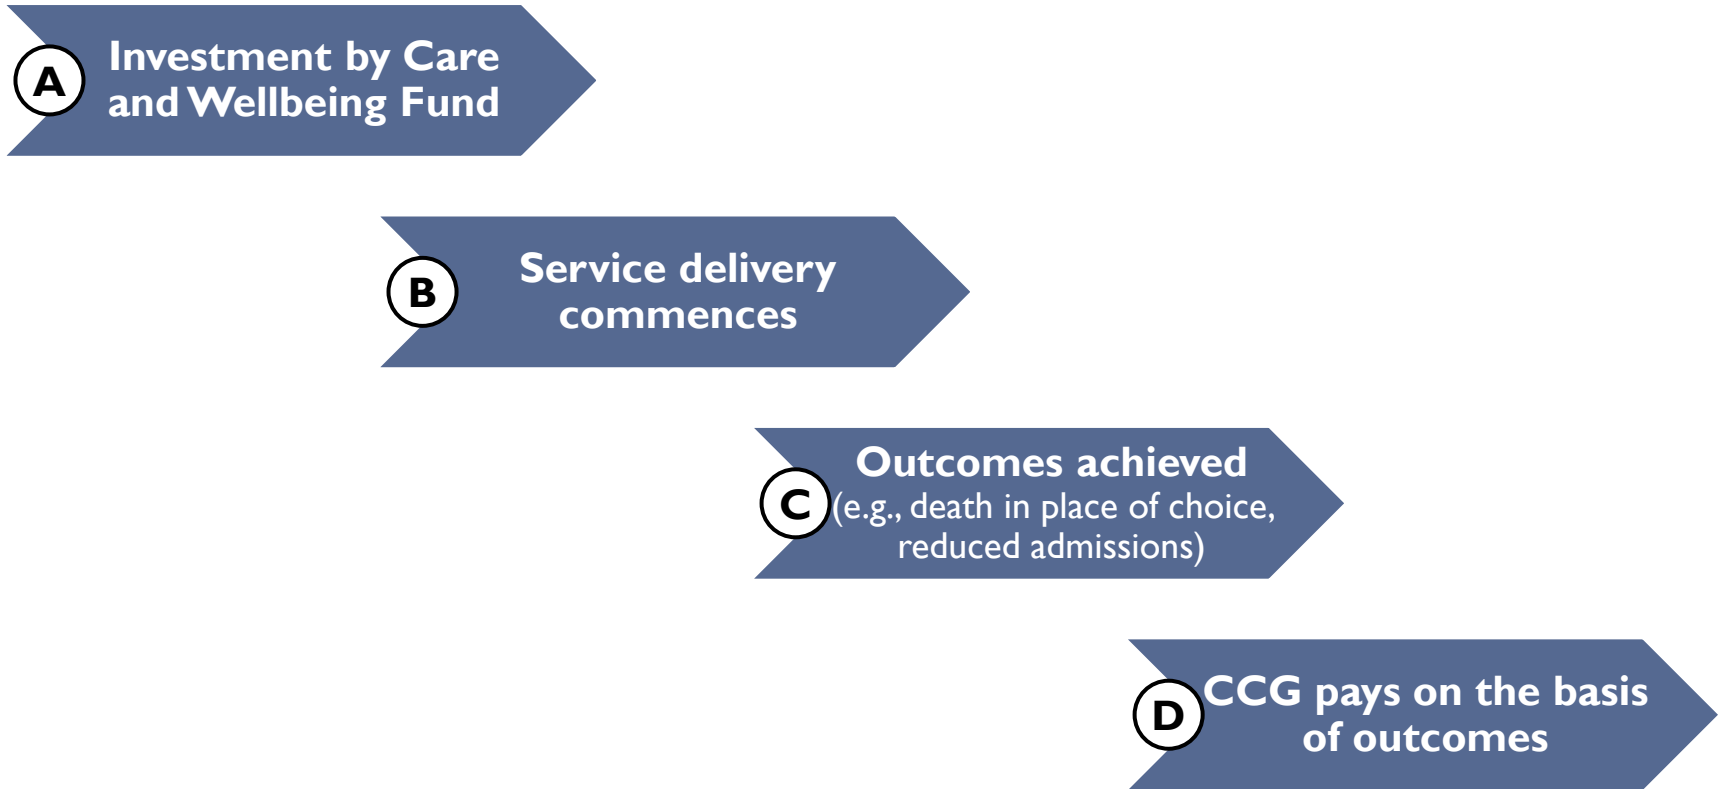 A
Investment by Care
and Wellbeing Fund
B
Service delivery
commences
C
Outcomes achieved
(e.g., death in place of choice,
reduced admissions)
D
CCG pays on the basis
of outcomes